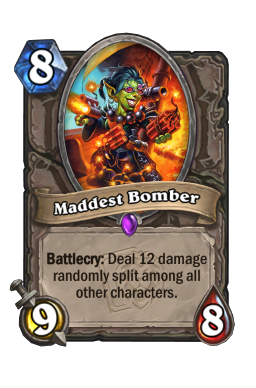 8
Maddest Bomber
Battlecry: Deal 12 damage
randomly split among all
other characters.
9
8